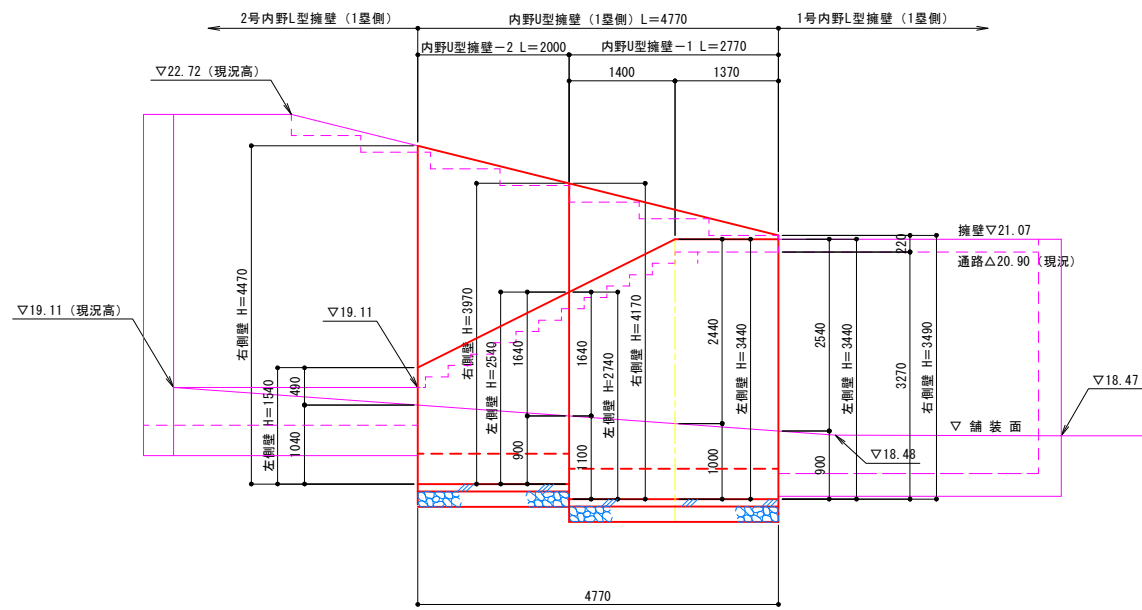 2号内野L型擁壁（1塁側）
内野U型擁壁（1塁側）L＝4770
1号内野L型擁壁（1塁側）
内野U型擁壁－2 L＝2000
内野U型擁壁－1 L＝2770
1400
1370
▽22.72（現況高）
擁壁▽21.07
220
通路△20.90（現況）
▽19.11（現況高）
▽19.11
右側壁 H＝4470
右側壁 H＝3970
右側壁 H＝4170
左側壁 H＝1540
490
1040
左側壁 H＝2540
1640
900
1640
1100
左側壁 H=2740
2440
1000
左側壁 H＝3440
2540
900
左側壁 H＝3440
3270
右側壁 H＝3490
▽18.47
▽ 舗 装 面
▽18.48
4770